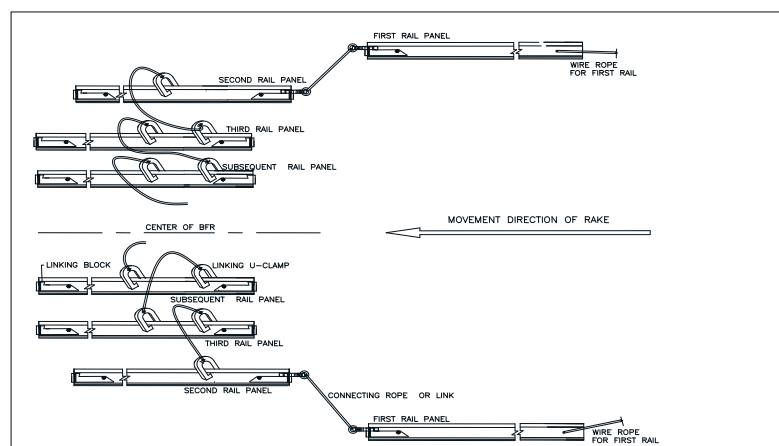 FIRST RAIL PANEL
WIRE ROPE
FOR FIRST RAIL
SECOND RAIL PANEL
THIRD RAIL PANEL
SUBSEQUENT RAIL PANEL
CENTER OF BFR
MOVEMENT DIRECTION OF RAKE
LINKING BLOCK
LINKING U-CLAMP
SUBSEQUENT RAIL PANEL
THIRD RAIL PANEL
SECOND RAIL PANEL
CONNECTING ROPE OR LINK
FIRST RAIL PANEL
WIRE ROPE
FOR FIRST RAIL